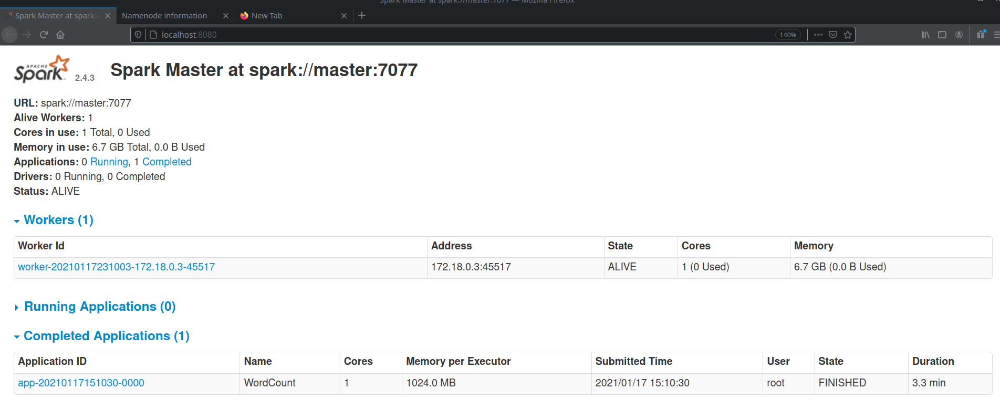 Spark Master at spark://master:7077 — Mozilla Firefox
Spark Master at spark:/ Namenode information New Tab
localhost:8080 140%
APACHE
Spark 2.4.3 Spark Master at spark://master:7077
URL: spark://master:7077
Alive Workers: 1
Cores in use: 1 Total, 0 Used
Memory in use: 6.7 GB Total, 0.0 B Used
Applications: 0 Running, 1 Completed
Drivers: 0 Running, 0 Completed
Status: ALIVE
Workers (1)
Worker Id Address State Cores Memory
worker-20210117231003-172.18.0.3-45517 172.18.0.3:45517 ALIVE 1 (0 Used) 6.7 GB (0.0 B Used)
Running Applications (0)
Completed Applications (1)
Application ID Name Cores Memory per Executor Submitted Time User State Duration
app-20210117151030-0000 WordCount 1 1024.0 MB 2021/01/17 15:10:30 root FINISHED 3.3 min